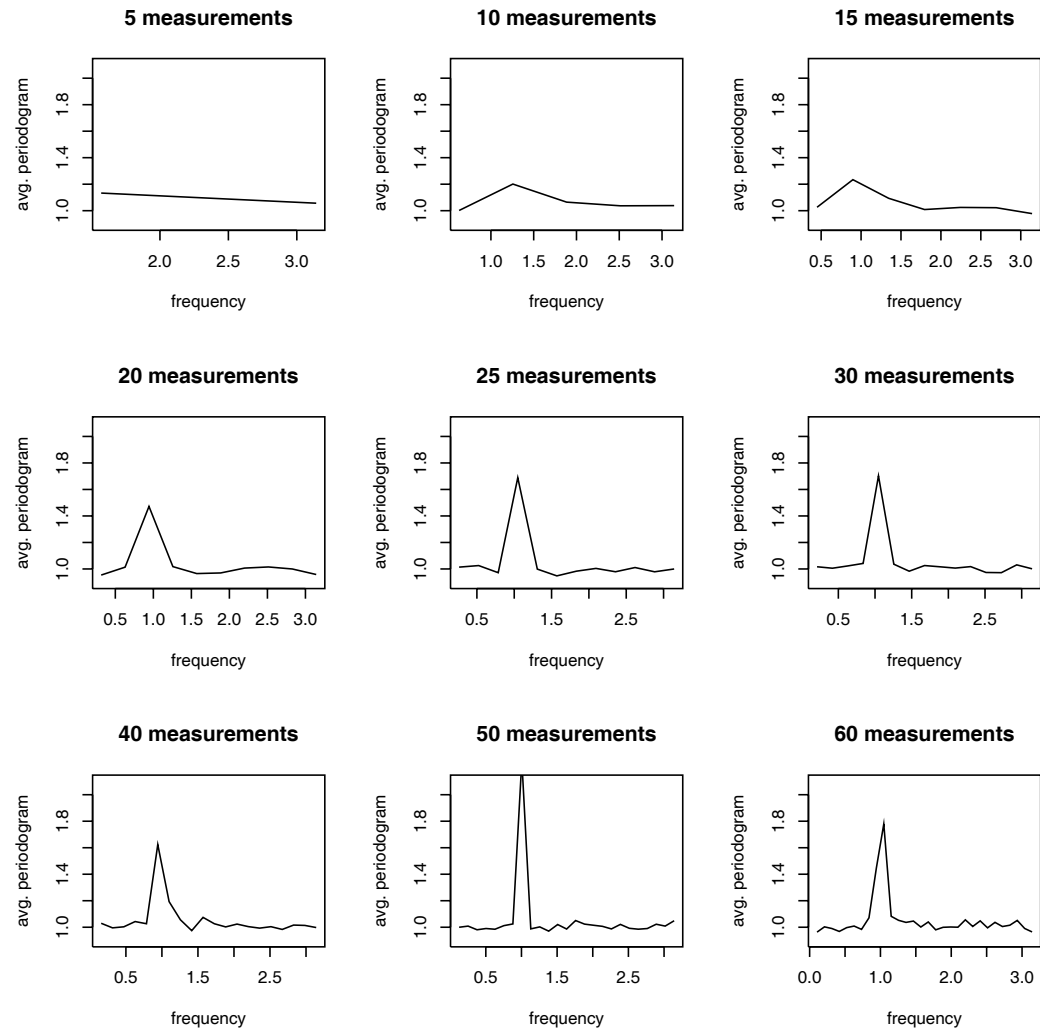 5 measurements
avg. periodogram
1.0 1.4 1.8
2.0 2.5 3.0
frequency
10 measurements
avg. periodogram
1.0 1.4 1.8
1.0 1.5 2.0 2.5 3.0
frequency
15 measurements
avg. periodogram
1.0 1.4 1.8
0.5 1.0 1.5 2.0 2.5 3.0
frequency
20 measurements
avg. periodogram
1.0 1.4 1.8
0.5 1.0 1.5 2.0 2.5 3.0
frequency
25 measurements
avg. periodogram
1.0 1.4 1.8
0.5 1.5 2.5
frequency
30 measurements
avg. periodogram
1.0 1.4 1.8
0.5 1.5 2.5
frequency
40 measurements
avg. periodogram
1.0 1.4 1.8
0.5 1.5 2.5
frequency
50 measurements
avg. periodogram
1.0 1.4 1.8
0.5 1.5 2.5
frequency
60 measurements
avg. periodogram
1.0 1.4 1.8
0.0 1.0 2.0 3.0
frequency